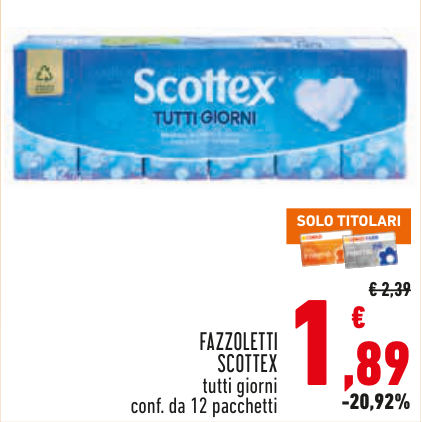 Scottex
TUTTI GIORNI
12
SOLO TITOLARI
€ 2,39
1,89 €
-20,92%
FAZZOLETTI
SCOTTEX
tutti giorni
conf. da 12 pacchetti